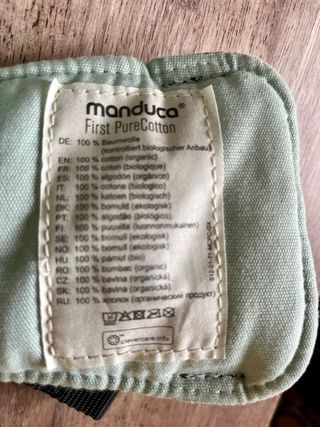 manduca®
First PureCotton
DE: 100 % Baumwolle
(kontrolliert biologischer Anbau)
EN: 100 % cotton (organic)
FR: 100 % coton (biologique)
ES: 100 % algodón (orgánico)
IT: 100 % cotone (biologico)
NL: 100 % katoen (biologisch)
DK: 100 % bomuld (økologisk)
PT: 100 % algodão (biológico)
FI: 100 % puuvilla (luonnonmukainen)
SE: 100 % bomull (ekologisk)
NO: 100 % bomull (økologisk)
HU: 100 % pamut (bio)
RO: 100 % bumbac (organic)
CZ: 100 % bavlna (organická)
SK: 100 % bavlna (organická)
RU: 100 % хлопок (органический продукт)
clevercare.info